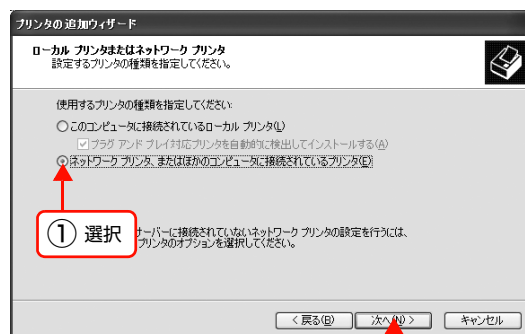 プリンタの追加ウィザード
ローカル プリンタまたはネットワーク プリンタ
設定するプリンタの種類を指定してください。
使用するプリンタの種類を指定してください:
このコンピュータに接続されているローカル プリンタ(L)
プラグ アンド プレイ対応プリンタを自動的に検出してインストールする(A)
ネットワーク プリンタ、またはほかのコンピュータに接続されているプリンタ(E)
① 選択
サーバーに接続されていないネットワーク プリンタの設定を行うには、
プリンタのオプションを選択してください。
< 戻る(B) 次へ(N) > キャンセル